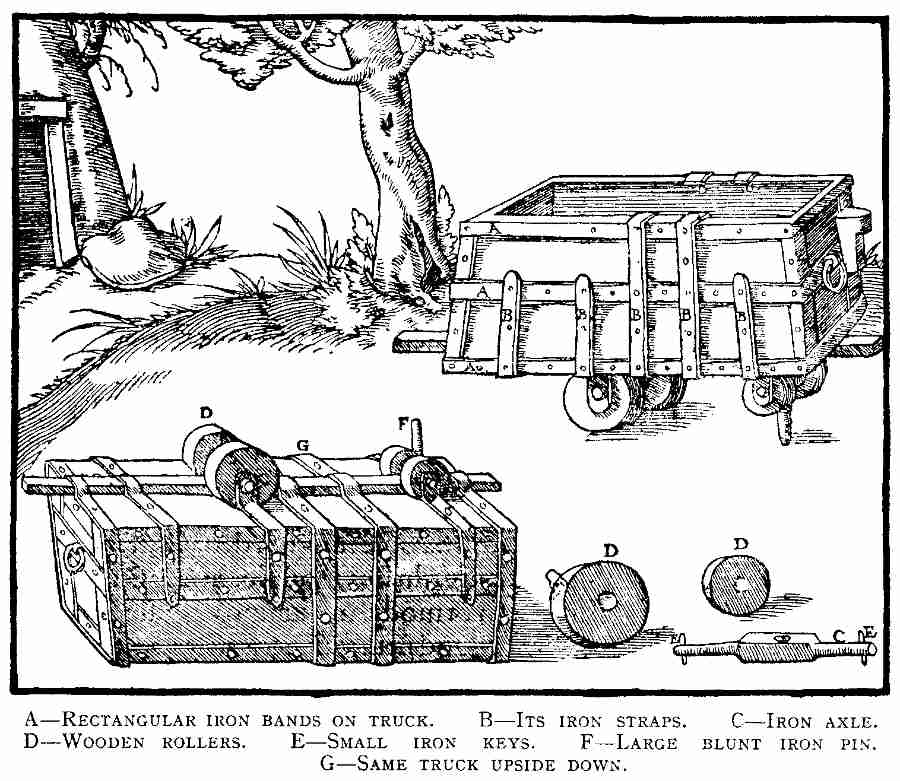 A
A
B
B
B
B
B
A
D
F
G
D
D
E
C
E
A—RECTANGULAR IRON BANDS ON TRUCK. B—ITS IRON STRAPS. C—IRON AXLE.
D—WOODEN ROLLERS. E—SMALL IRON KEYS. F—LARGE BLUNT IRON PIN.
G—SAME TRUCK UPSIDE DOWN.